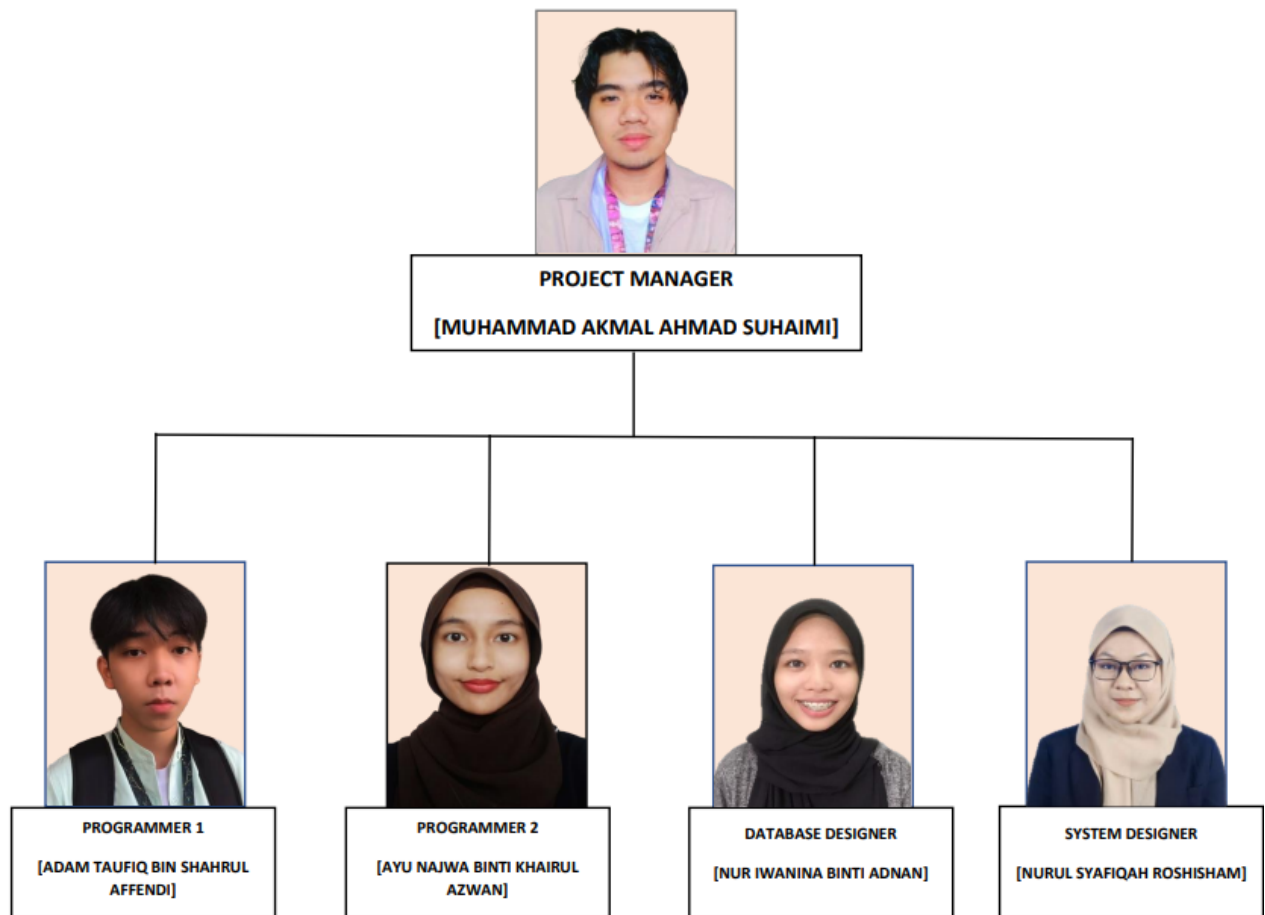 PROJECT MANAGER
[MUHAMMAD AKMAL AHMAD SUHAIMI]
PROGRAMMER 1
[ADAM TAUFIQ BIN SHAHRUL
AFFENDI]
PROGRAMMER 2
[AYU NAJWA BINTI KHAIRUL
AZWAN]
DATABASE DESIGNER
[NUR IWANINA BINTI ADNAN]
SYSTEM DESIGNER
[NURUL SYAFIQAH ROSHISHAM]